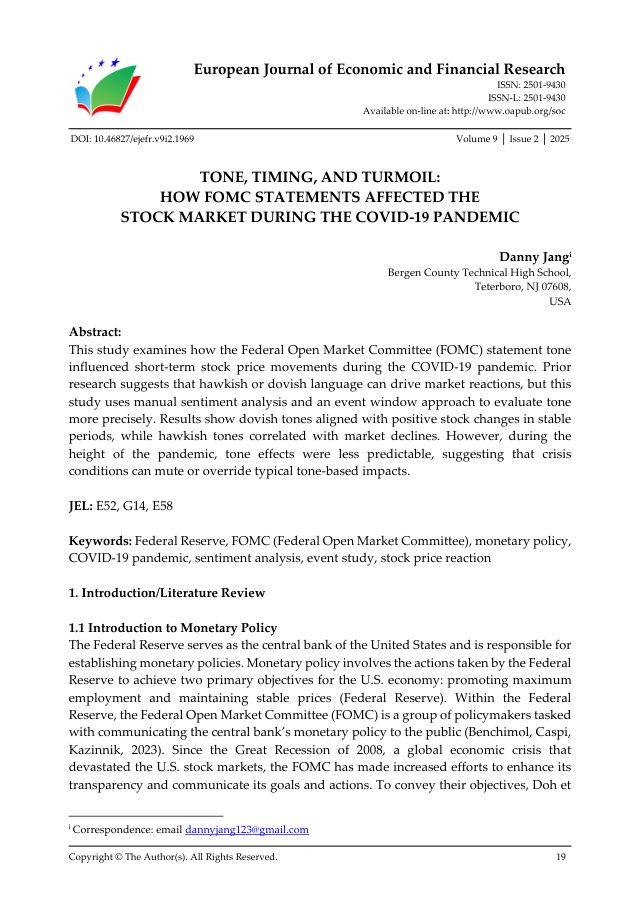 European Journal of Economic and Financial Research
ISSN: 2501-9430
ISSN-L: 2501-9430
Available on-line at: http://www.oapub.org/soc
DOI: 10.46827/ejefr.v9i2.1969
Volume 9 │ Issue 2 │ 2025
TONE, TIMING, AND TURMOIL:
HOW FOMC STATEMENTS AFFECTED THE
STOCK MARKET DURING THE COVID-19 PANDEMIC
Danny Jangⁱ
Bergen County Technical High School,
Teterboro, NJ 07608,
USA
Abstract:
This study examines how the Federal Open Market Committee (FOMC) statement tone
influenced short-term stock price movements during the COVID-19 pandemic. Prior
research suggests that hawkish or dovish language can drive market reactions, but this
study uses manual sentiment analysis and an event window approach to evaluate tone
more precisely. Results show dovish tones aligned with positive stock changes in stable
periods, while hawkish tones correlated with market declines. However, during the
height of the pandemic, tone effects were less predictable, suggesting that crisis
conditions can mute or override typical tone-based impacts.
JEL: E52, G14, E58
Keywords: Federal Reserve, FOMC (Federal Open Market Committee), monetary policy,
COVID-19 pandemic, sentiment analysis, event study, stock price reaction
1. Introduction/Literature Review
1.1 Introduction to Monetary Policy
The Federal Reserve serves as the central bank of the United States and is responsible for
establishing monetary policies. Monetary policy involves the actions taken by the Federal
Reserve to achieve two primary objectives for the U.S. economy: promoting maximum
employment and maintaining stable prices (Federal Reserve). Within the Federal
Reserve, the Federal Open Market Committee (FOMC) is a group of policymakers tasked
with communicating the central bank's monetary policy to the public (Benchimol, Caspi,
Kazinnik, 2023). Since the Great Recession of 2008, a global economic crisis that
devastated the U.S. stock markets, the FOMC has made increased efforts to enhance its
transparency and communicate its goals and actions. To convey their objectives, Doh et
ⁱ Correspondence: email dannyjang123@gmail.com
Copyright © The Author(s). All Rights Reserved.
19